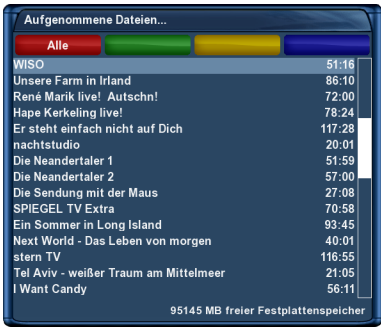 Aufgenommene Dateien...
Alle
WISO 51:16
Unsere Farm in Irland 86:10
René Marik live!  Autschn! 72:00
Hape Kerkeling live! 78:24
Er steht einfach nicht auf Dich 117:28
nachtstudio 20:01
Die Neandertaler 1 51:59
Die Neandertaler 2 57:00
Die Sendung mit der Maus 27:08
SPIEGEL TV Extra 70:58
Ein Sommer in Long Island 93:45
Next World - Das Leben von morgen 40:01
stern TV 116:55
Tel Aviv - weißer Traum am Mittelmeer 21:05
I Want Candy 56:11
95145 MB freier Festplattenspeicher